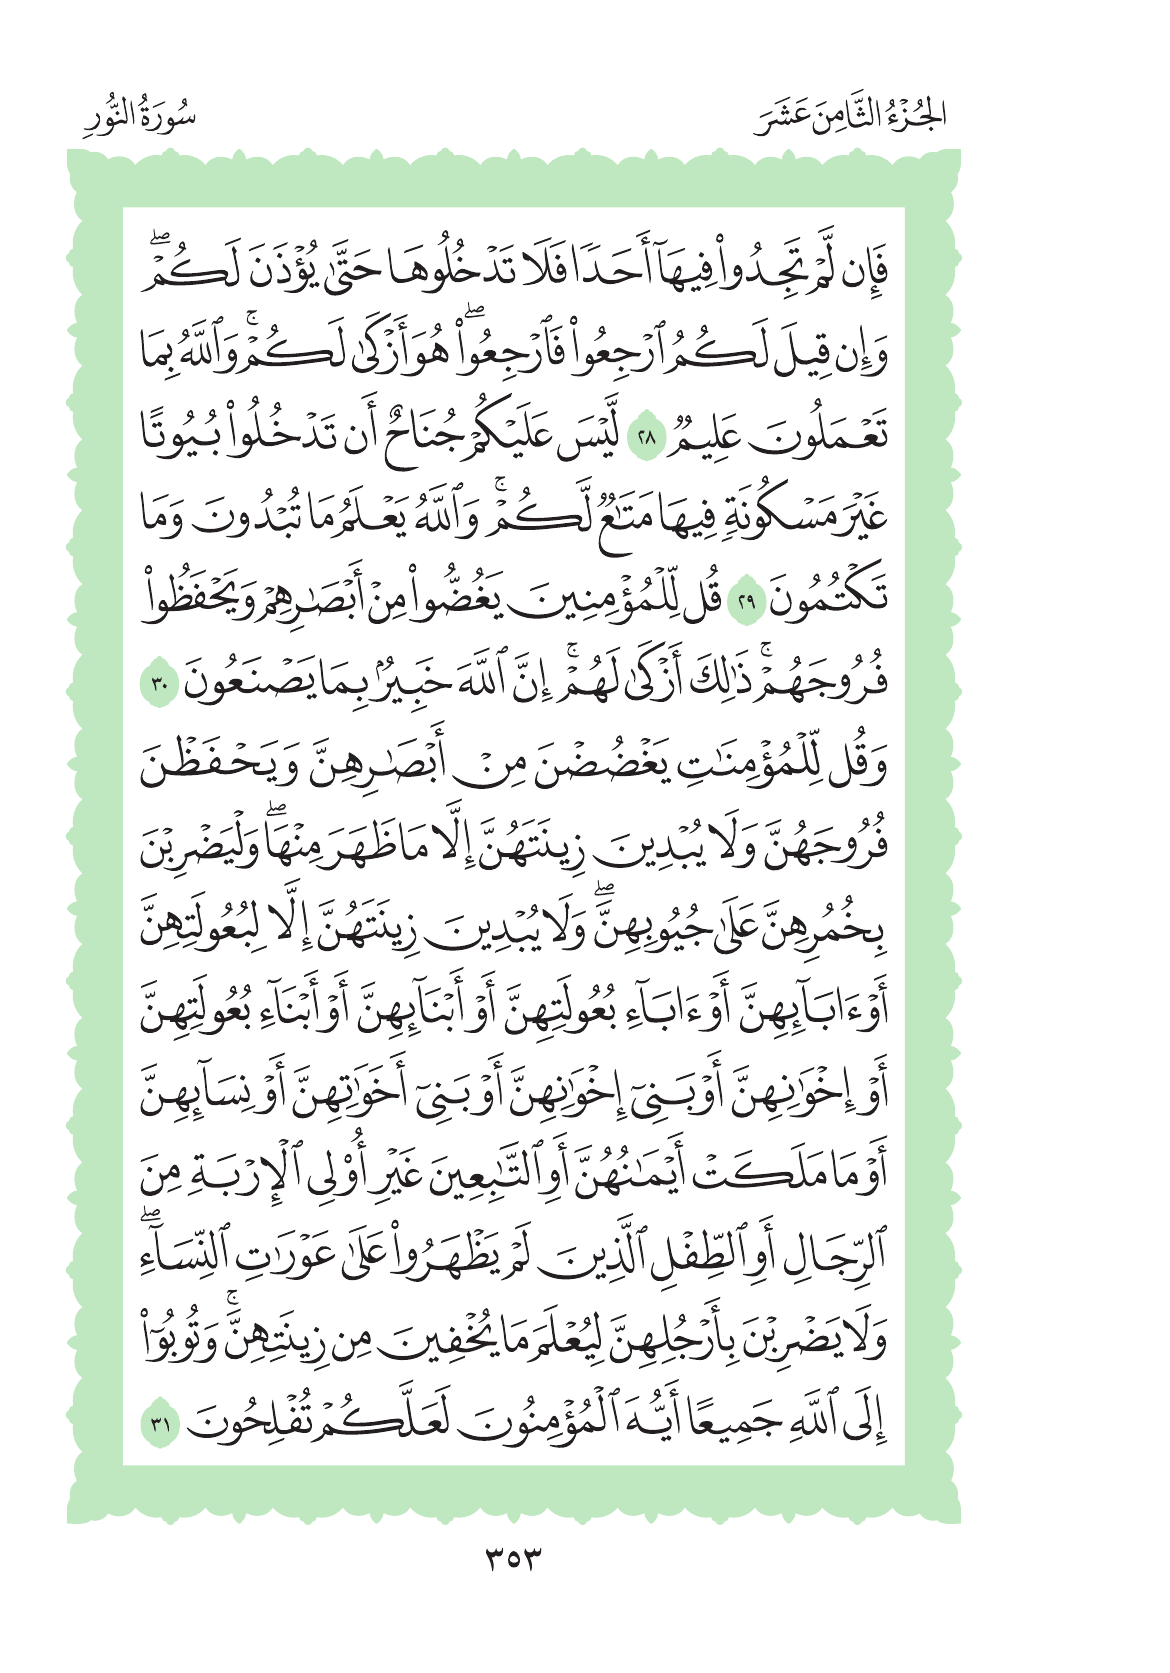 الجُزْءُ الثَّامِنَ عَشَرَ
سُورَةُ النُّورِ
فَإِن لَّمْ تَجِدُوا۟ فِيهَآ أَحَدًا فَلَا تَدْخُلُوهَا حَتَّىٰ يُؤْذَنَ لَكُمْ ۖ
وَإِن قِيلَ لَكُمُ ٱرْجِعُوا۟ فَٱرْجِعُوا۟ ۖ هُوَ أَزْكَىٰ لَكُمْ ۚ وَٱللَّهُ بِمَا
تَعْمَلُونَ عَلِيمٌ ٢٨ لَّيْسَ عَلَيْكُمْ جُنَاحٌ أَن تَدْخُلُوا۟ بُيُوتًا
غَيْرَ مَسْكُونَةٍ فِيهَا مَتَـٰعٌ لَّكُمْ ۚ وَٱللَّهُ يَعْلَمُ مَا تُبْدُونَ وَمَا
تَكْتُمُونَ ٢٩ قُل لِّلْمُؤْمِنِينَ يَغُضُّوا۟ مِنْ أَبْصَـٰرِهِمْ وَيَحْفَظُوا۟
فُرُوجَهُمْ ۚ ذَٰلِكَ أَزْكَىٰ لَهُمْ ۚ إِنَّ ٱللَّهَ خَبِيرٌۢ بِمَا يَصْنَعُونَ ٣٠
وَقُل لِّلْمُؤْمِنَـٰتِ يَغْضُضْنَ مِنْ أَبْصَـٰرِهِنَّ وَيَحْفَظْنَ
فُرُوجَهُنَّ وَلَا يُبْدِينَ زِينَتَهُنَّ إِلَّا مَا ظَهَرَ مِنْهَا ۖ وَلْيَضْرِبْنَ
بِخُمُرِهِنَّ عَلَىٰ جُيُوبِهِنَّ ۖ وَلَا يُبْدِينَ زِينَتَهُنَّ إِلَّا لِبُعُولَتِهِنَّ
أَوْ ءَابَآئِهِنَّ أَوْ ءَابَآءِ بُعُولَتِهِنَّ أَوْ أَبْنَآئِهِنَّ أَوْ أَبْنَآءِ بُعُولَتِهِنَّ
أَوْ إِخْوَٰنِهِنَّ أَوْ بَنِىٓ إِخْوَٰنِهِنَّ أَوْ بَنِىٓ أَخَوَٰتِهِنَّ أَوْ نِسَآئِهِنَّ
أَوْ مَا مَلَكَتْ أَيْمَـٰنُهُنَّ أَوِ ٱلتَّـٰبِعِينَ غَيْرِ أُو۟لِى ٱلْإِرْبَةِ مِنَ
ٱلرِّجَالِ أَوِ ٱلطِّفْلِ ٱلَّذِينَ لَمْ يَظْهَرُوا۟ عَلَىٰ عَوْرَٰتِ ٱلنِّسَآءِ ۖ
وَلَا يَضْرِبْنَ بِأَرْجُلِهِنَّ لِيُعْلَمَ مَا يُخْفِينَ مِن زِينَتِهِنَّ ۚ وَتُوبُوٓا۟
إِلَى ٱللَّهِ جَمِيعًا أَيُّهَ ٱلْمُؤْمِنُونَ لَعَلَّكُمْ تُفْلِحُونَ ٣١
٣٥٣